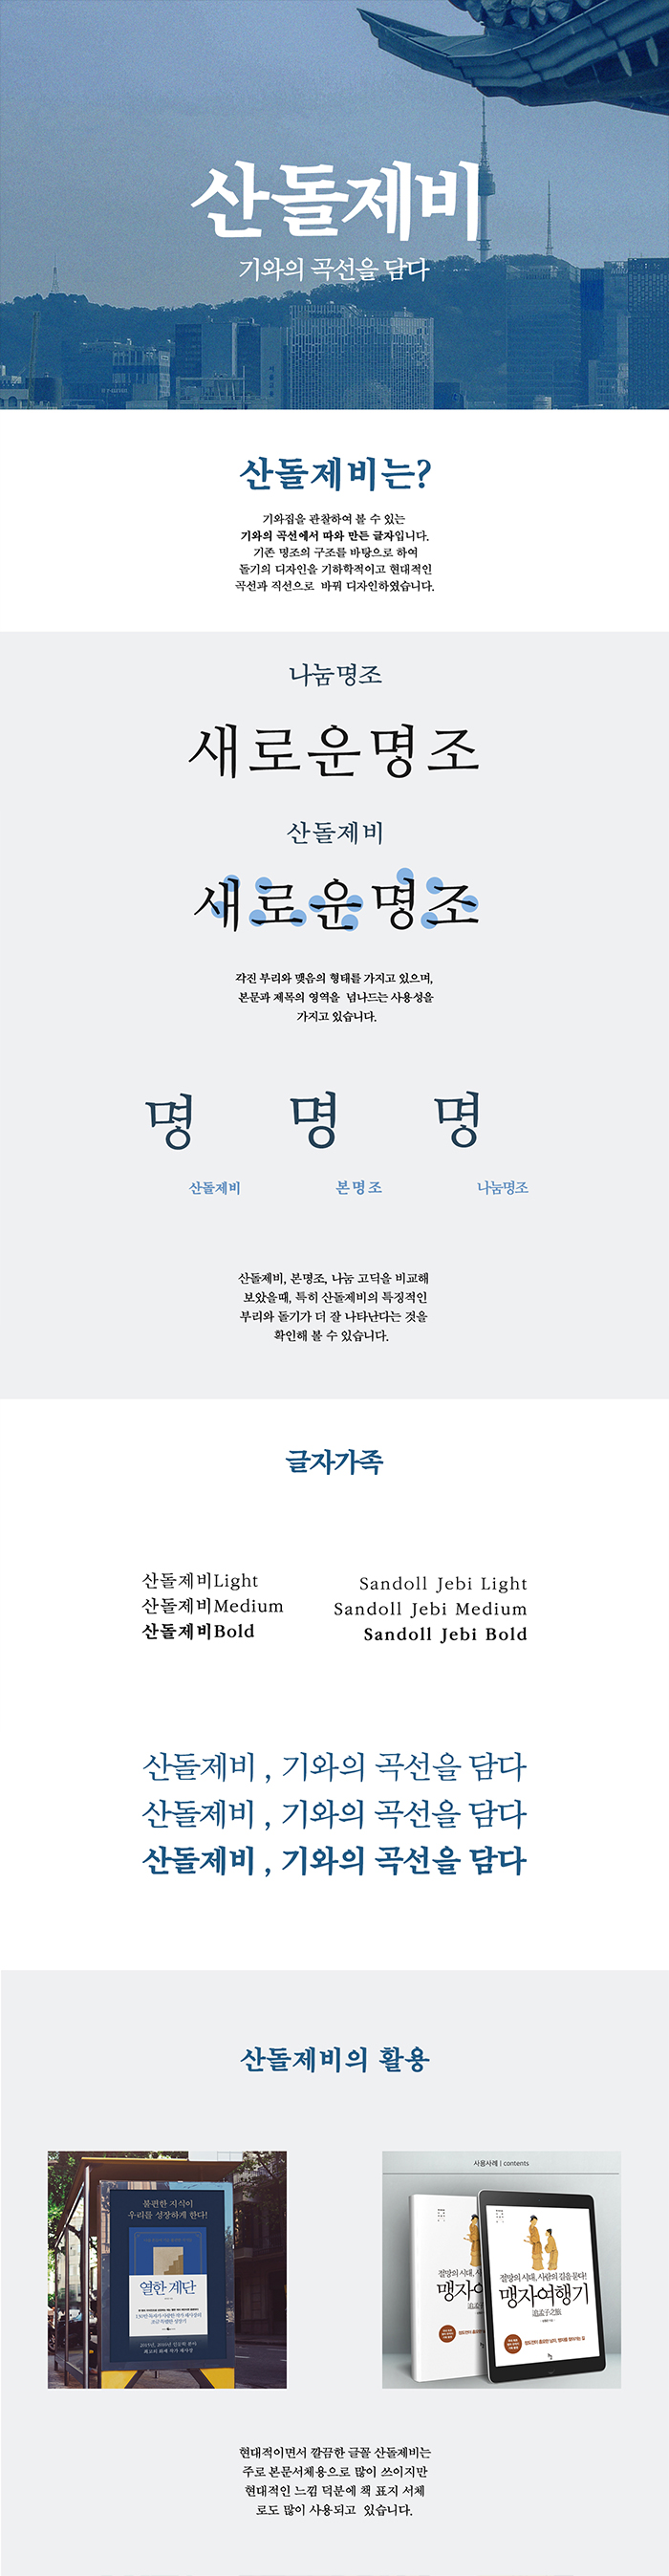 산돌제비
기와의 곡선을 담다
산돌제비는?
기와집을 관찰하여 볼 수 있는
기와의 곡선에서 따와 만든 글자입니다.
기존 명조의 구조를 바탕으로 하여
돌기의 디자인을 기하학적이고 현대적인
곡선과 직선으로 바꿔 디자인하였습니다.
나눔명조
새로운명조
산돌제비
새로운명조
각진 부리와 맺음의 형태를 가지고 있으며,
본문과 제목의 영역을 넘나드는 사용성을
가지고 있습니다.
명 명 명
산돌제비 본명조 나눔명조
산돌제비, 본명조, 나눔 고딕을 비교해
보았을때, 특히 산돌제비의 특징적인
부리와 돌기가 더 잘 나타난다는 것을
확인해 볼 수 있습니다.
글자가족
산돌제비Light
산돌제비Medium
산돌제비Bold
Sandoll Jebi Light
Sandoll Jebi Medium
Sandoll Jebi Bold
산돌제비 , 기와의 곡선을 담다
산돌제비 , 기와의 곡선을 담다
산돌제비 , 기와의 곡선을 담다
산돌제비의 활용
불편한 지식이
우리를 성장하게 한다!
열한 계단
사용사례 | contents
절망의 시대, 사람의 길을 묻다!
맹자여행기
현대적이면서 깔끔한 글꼴 산돌제비는
주로 본문서체용으로 많이 쓰이지만
현대적인 느낌 덕분에 책 표지 서체
로도 많이 사용되고 있습니다.